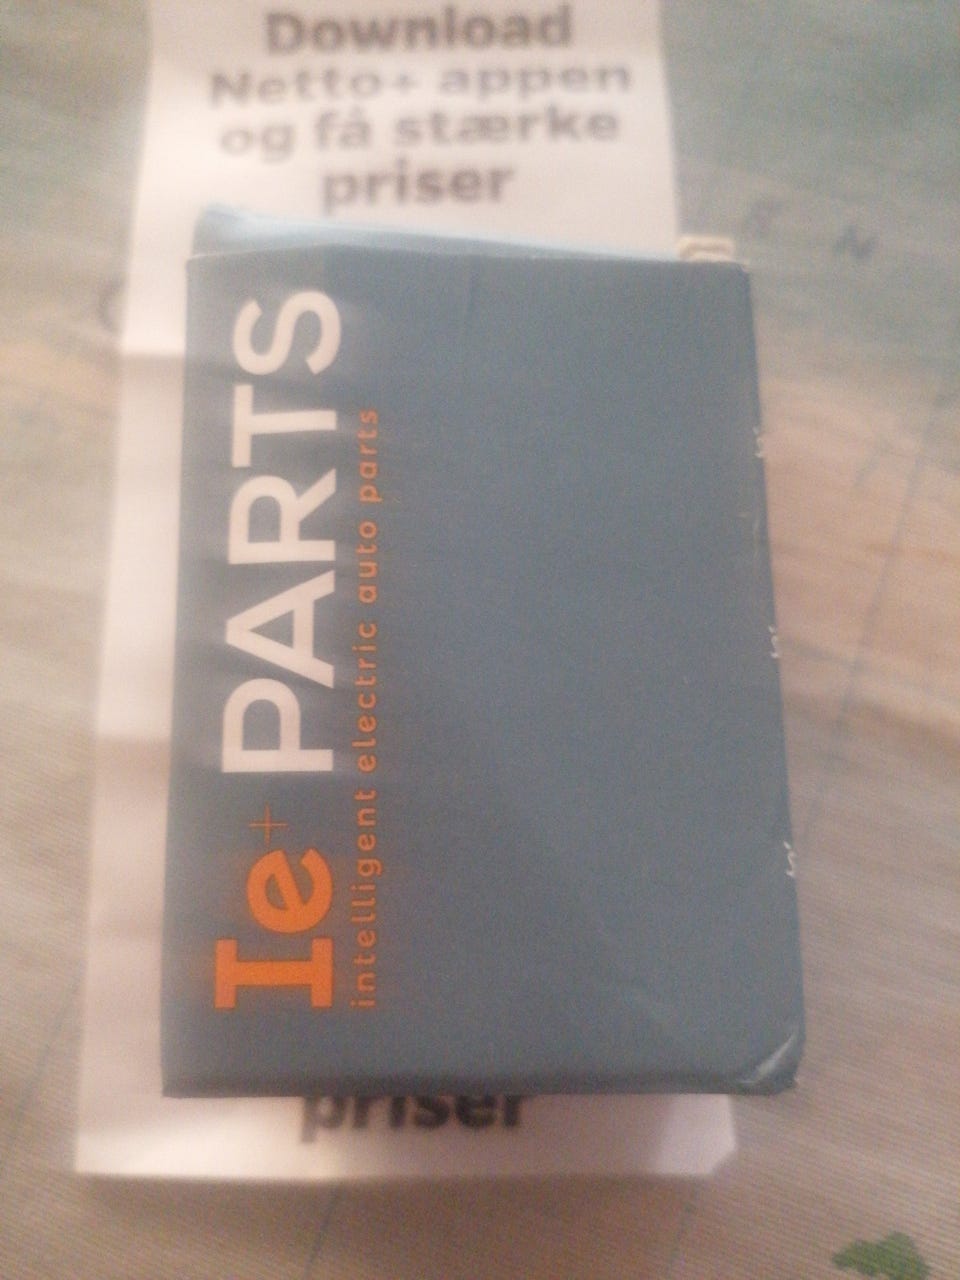 Download
Netto+ appen
og få stærke
priser
Ie+ PARTS
intelligent electric auto parts
priser